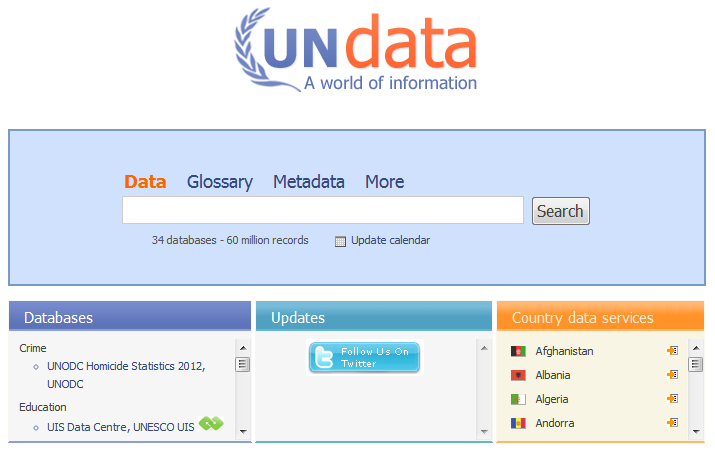 UNdata
A world of information
Data Glossary Metadata More
Search
34 databases - 60 million records Update calendar
Databases
Crime
UNODC Homicide Statistics 2012,
UNODC
Education
UIS Data Centre, UNESCO UIS
Updates
Follow Us On
Twitter
Country data services
Afghanistan
Albania
Algeria
Andorra